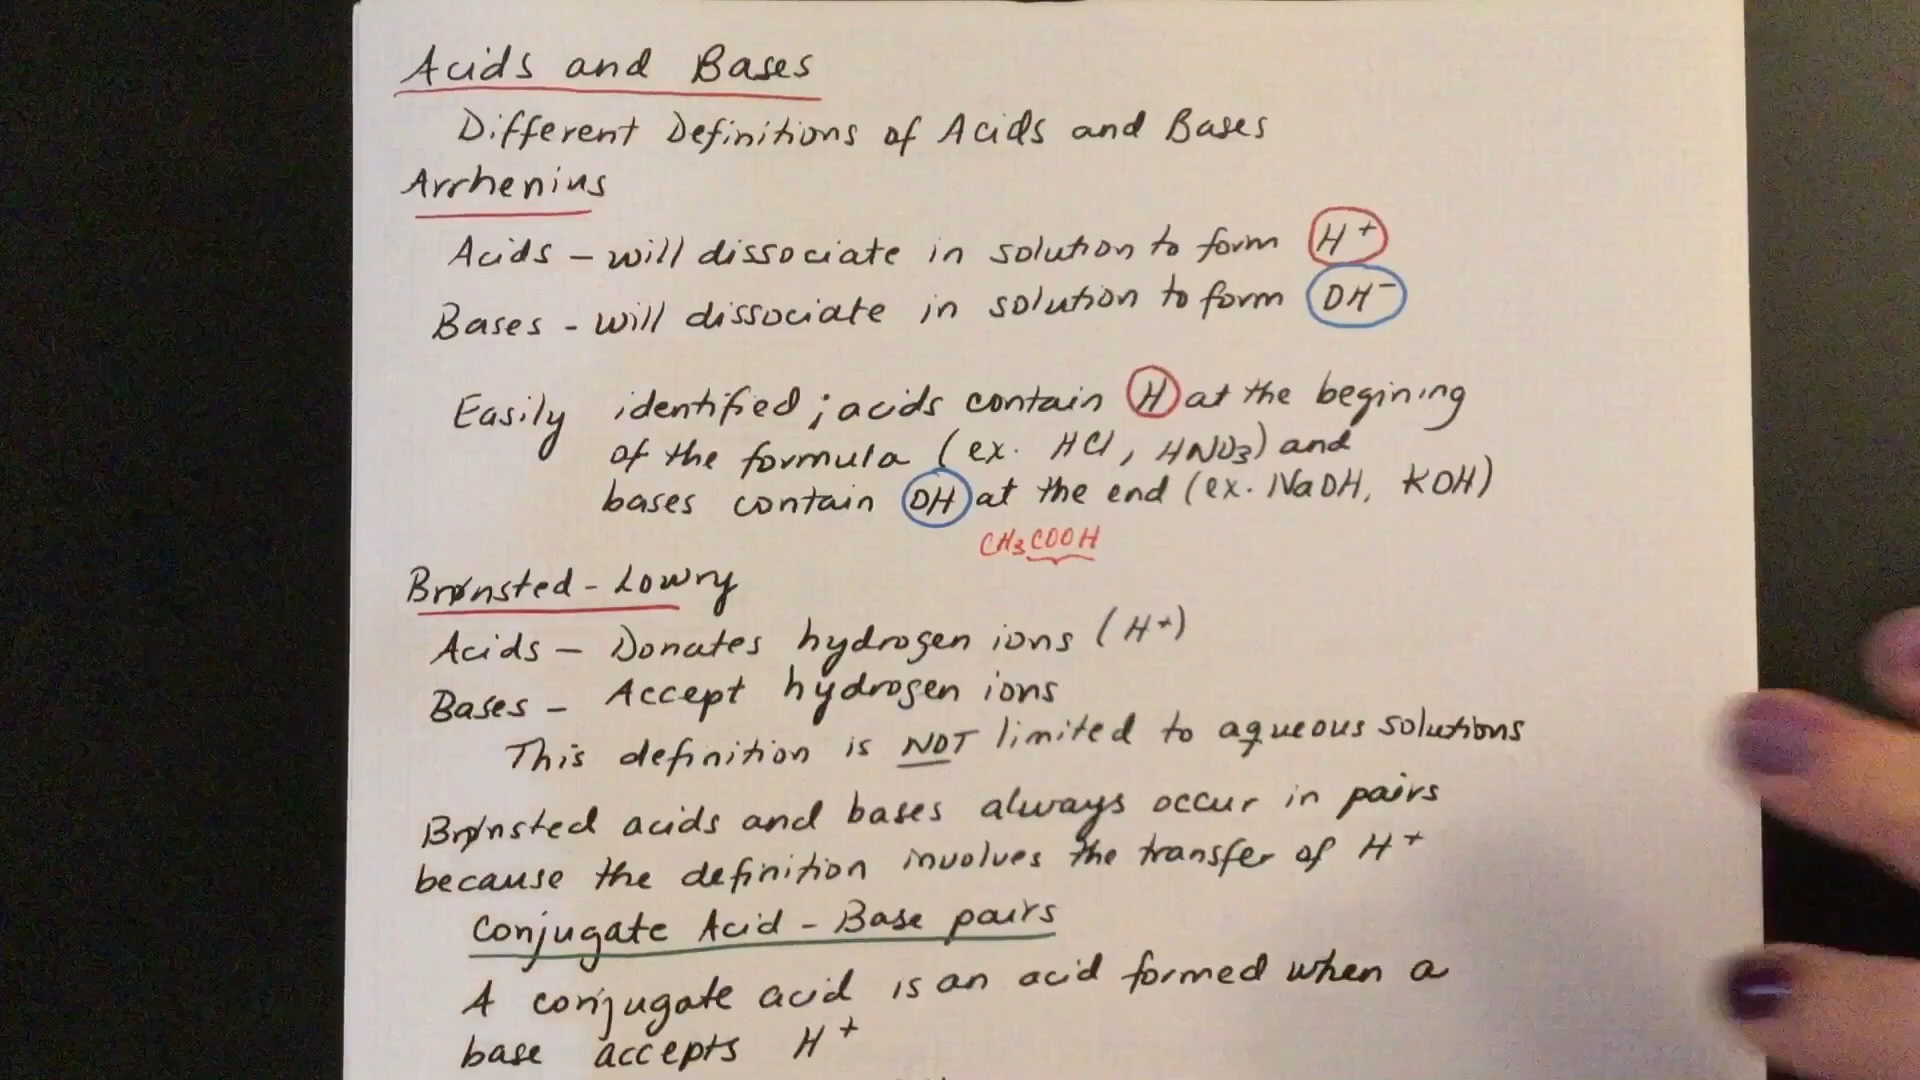 Acids and Bases
Different Definitions of Acids and Bases
Arrhenius
Acids – will dissociate in solution to form H⁺
Bases - will dissociate in solution to form OH⁻
Easily identified; acids contain H at the begining
of the formula (ex. HCl, HNO₃) and
bases contain OH at the end (ex. NaOH, KOH)
CH₃COOH
Brønsted - Lowry
Acids – Donates hydrogen ions (H⁺)
Bases – Accept hydrogen ions
This definition is NOT limited to aqueous solutions
Brønsted acids and bases always occur in pairs
because the definition involves the transfer of H⁺
Conjugate Acid - Base pairs
A conjugate acid is an acid formed when a
base accepts H⁺